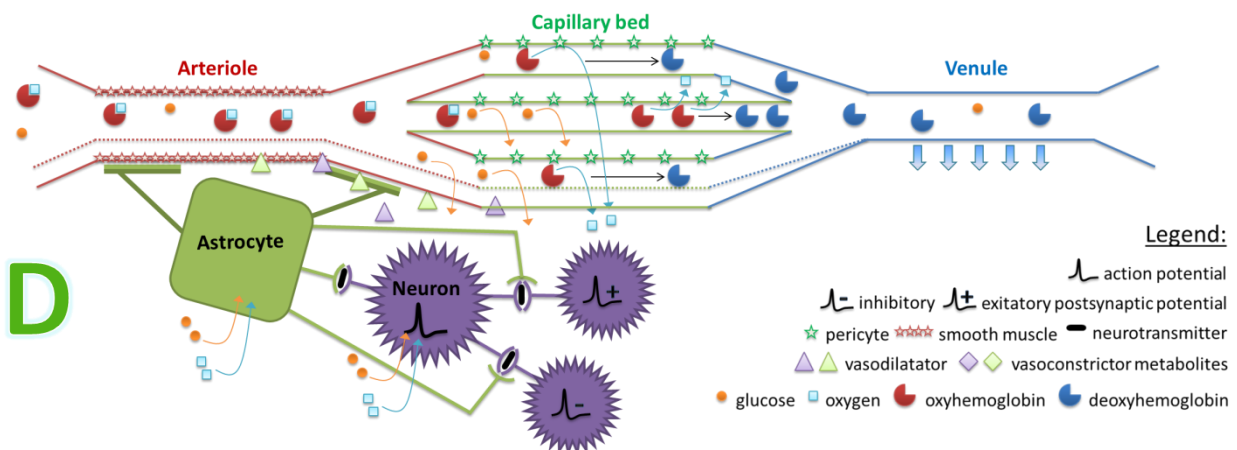 Capillary bed
Arteriole
Venule
Astrocyte
Neuron
D
+
-
Legend:
action potential
- inhibitory + exitatory postsynaptic potential
pericyte smooth muscle neurotransmitter
vasodilatator vasoconstrictor metabolites
glucose oxygen oxyhemoglobin deoxyhemoglobin